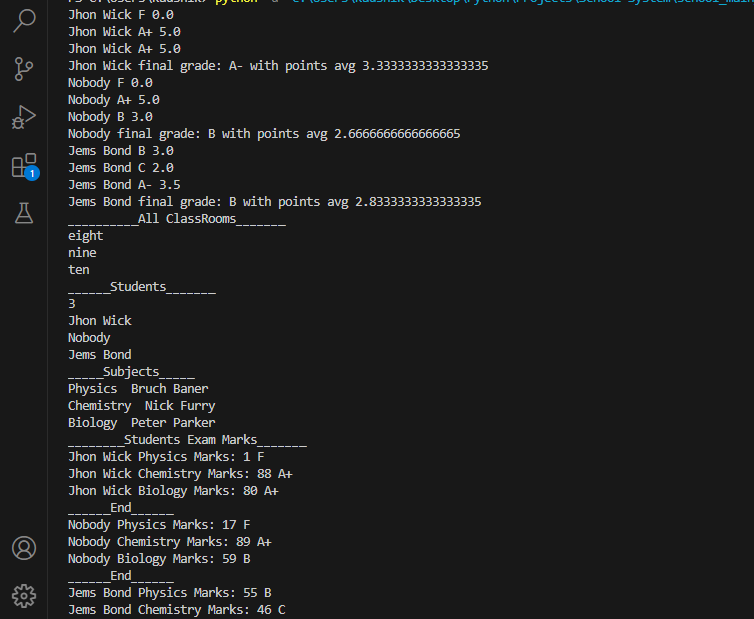 Jhon Wick F 0.0
Jhon Wick A+ 5.0
Jhon Wick A+ 5.0
Jhon Wick final grade: A- with points avg 3.3333333333333335
Nobody F 0.0
Nobody A+ 5.0
Nobody B 3.0
Nobody final grade: B with points avg 2.6666666666666665
Jems Bond B 3.0
Jems Bond C 2.0
Jems Bond A- 3.5
Jems Bond final grade: B with points avg 2.8333333333333335
__________All ClassRooms_______
eight
nine
ten
______Students_______
3
Jhon Wick
Nobody
Jems Bond
_____Subjects_____
Physics  Bruch Baner
Chemistry  Nick Furry
Biology  Peter Parker
________Students Exam Marks_______
Jhon Wick Physics Marks: 1 F
Jhon Wick Chemistry Marks: 88 A+
Jhon Wick Biology Marks: 80 A+
______End______
Nobody Physics Marks: 17 F
Nobody Chemistry Marks: 89 A+
Nobody Biology Marks: 59 B
______End______
Jems Bond Physics Marks: 55 B
Jems Bond Chemistry Marks: 46 C
1